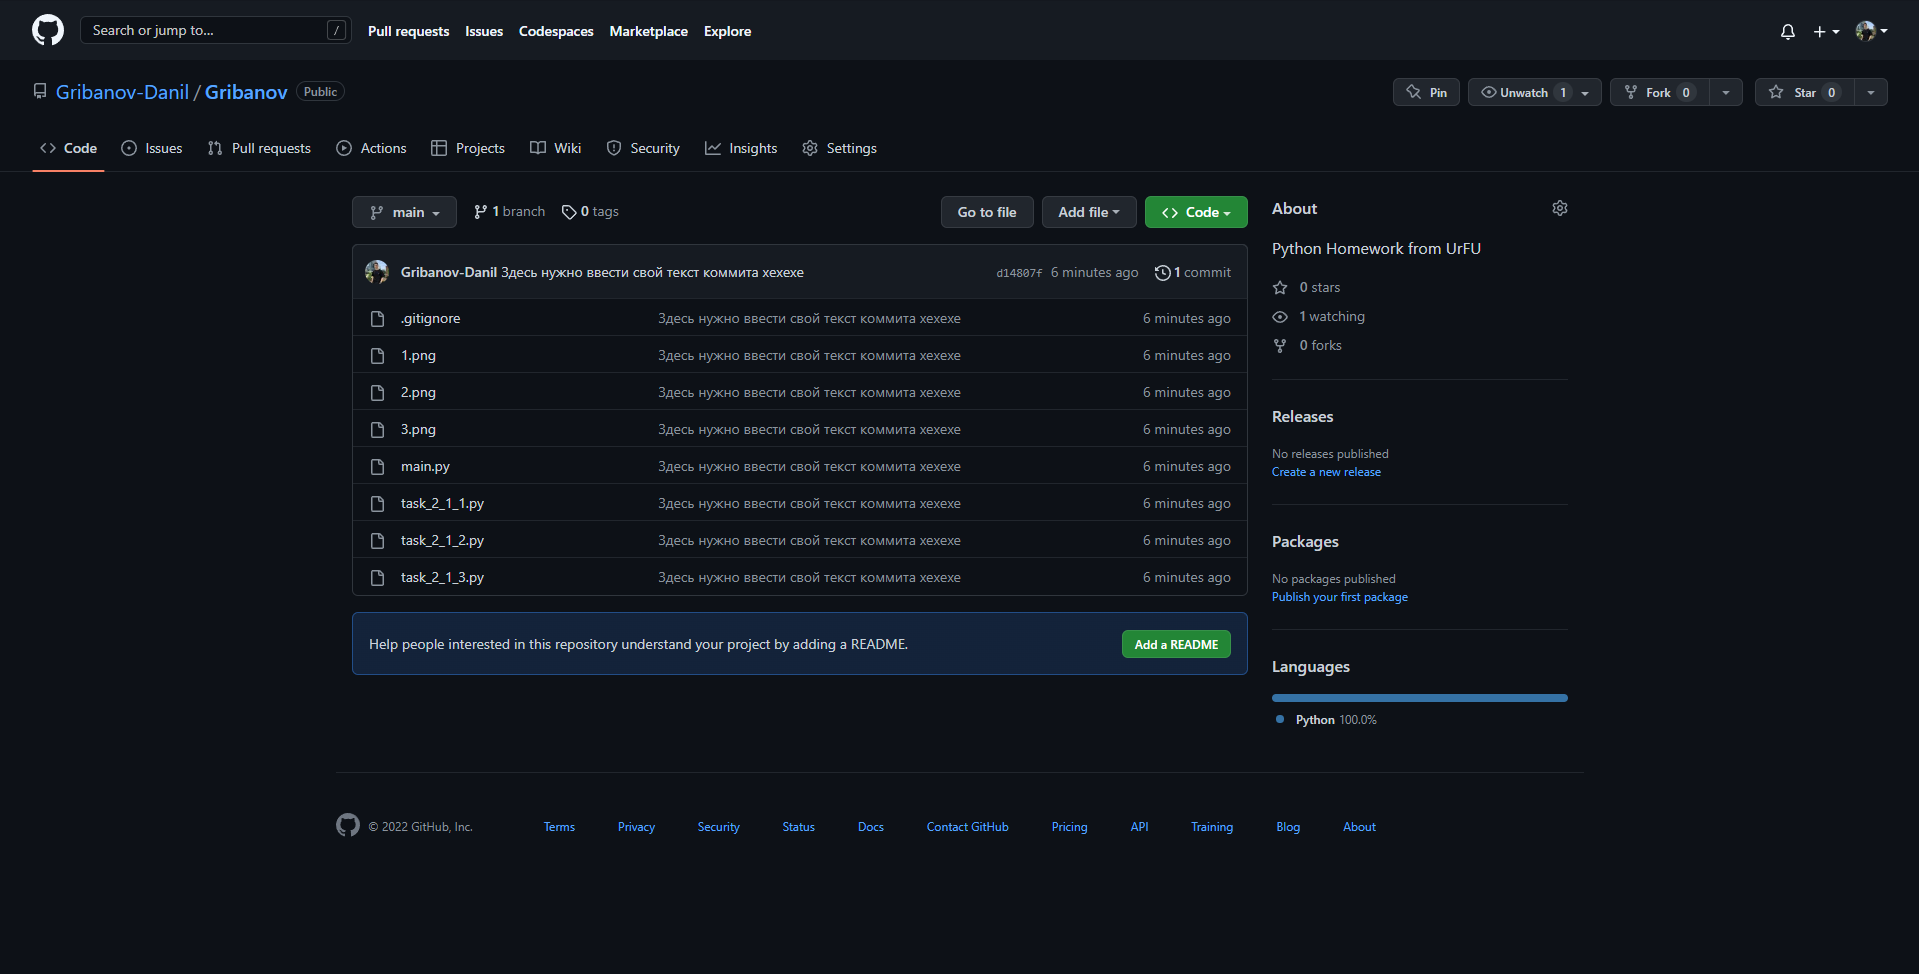 Search or jump to... /
Pull requests Issues Codespaces Marketplace Explore
Gribanov-Danil / Gribanov Public
Pin Unwatch 1 Fork 0 Star 0
Code Issues Pull requests Actions Projects Wiki Security Insights Settings
main 1 branch 0 tags Go to file Add file Code
Gribanov-Danil Здесь нужно ввести свой текст коммита хехехе d14807f 6 minutes ago 1 commit
.gitignore Здесь нужно ввести свой текст коммита хехехе 6 minutes ago
1.png Здесь нужно ввести свой текст коммита хехехе 6 minutes ago
2.png Здесь нужно ввести свой текст коммита хехехе 6 minutes ago
3.png Здесь нужно ввести свой текст коммита хехехе 6 minutes ago
main.py Здесь нужно ввести свой текст коммита хехехе 6 minutes ago
task_2_1_1.py Здесь нужно ввести свой текст коммита хехехе 6 minutes ago
task_2_1_2.py Здесь нужно ввести свой текст коммита хехехе 6 minutes ago
task_2_1_3.py Здесь нужно ввести свой текст коммита хехехе 6 minutes ago
Help people interested in this repository understand your project by adding a README. Add a README
About
Python Homework from UrFU
0 stars
1 watching
0 forks
Releases
No releases published
Create a new release
Packages
No packages published
Publish your first package
Languages
Python 100.0%
© 2022 GitHub, Inc. Terms Privacy Security Status Docs Contact GitHub Pricing API Training Blog About